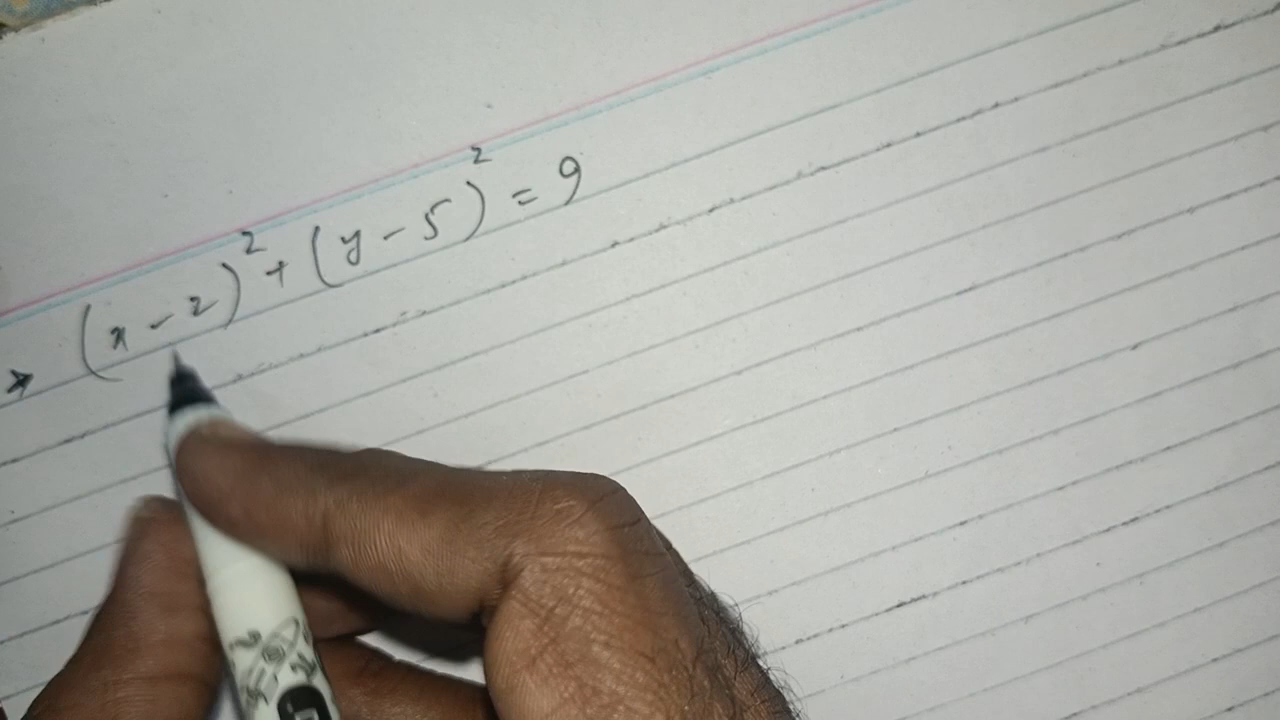 (x-2)² + (y-5)² = 9